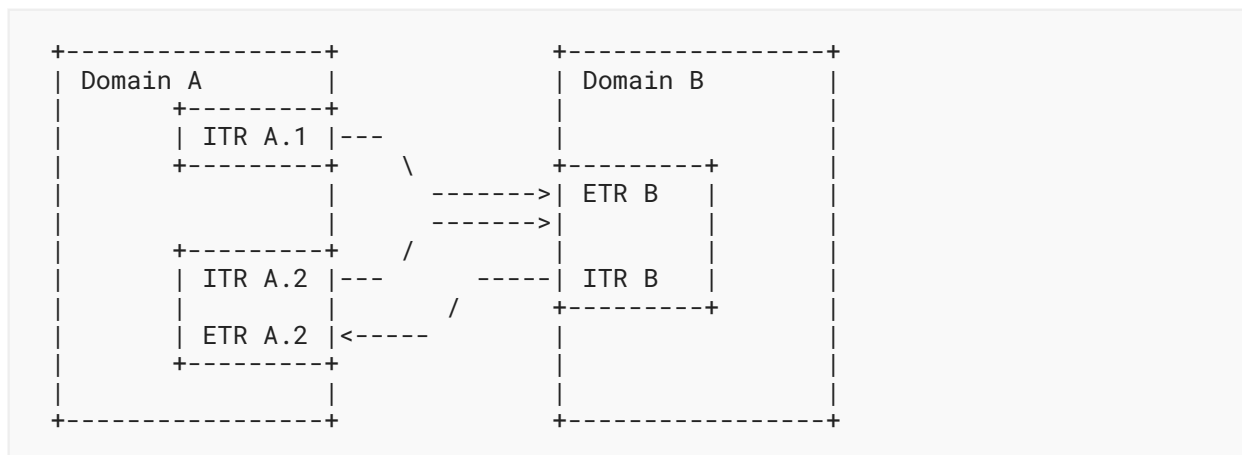 +-----------------+               +-----------------+
| Domain A        |               | Domain B        |
|       +---------+               |                 |
|       | ITR A.1 |---            |                 |
|       +---------+    \          +---------+       |
|                 |      ------->| ETR B   |       |
|                 |      ------->|         |       |
|       +---------+    /          |         |       |
|       | ITR A.2 |---      -----| ITR B   |       |
|       |         |       /       +---------+       |
|       | ETR A.2 |<-----         |                 |
|       +---------+               |                 |
|                 |               |                 |
+-----------------+               +-----------------+